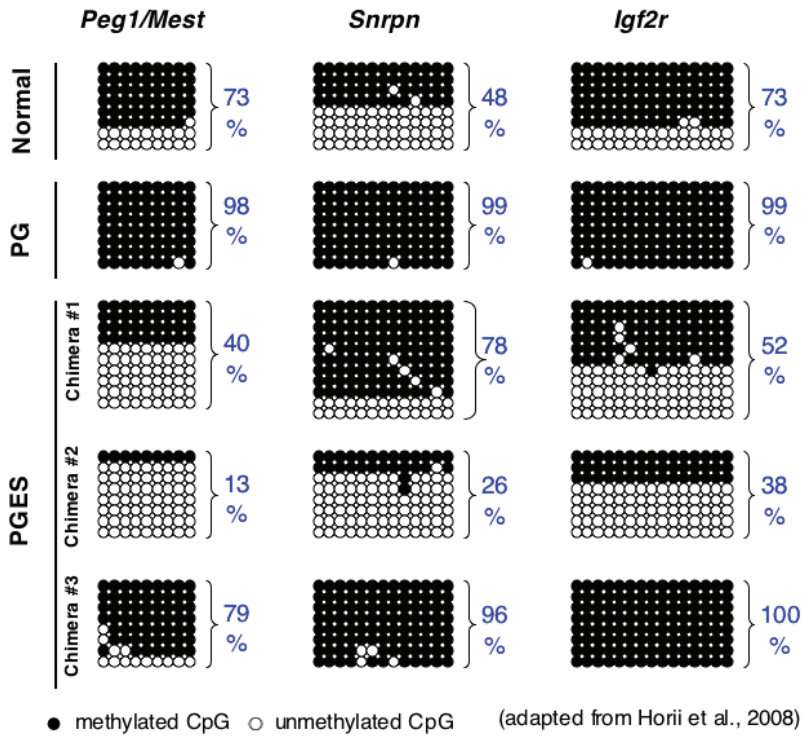 Peg1/Mest Snrpn Igf2r
Normal
73 % 48 % 73 %
PG
98 % 99 % 99 %
PGES
Chimera #1
40 % 78 % 52 %
Chimera #2
13 % 26 % 38 %
Chimera #3
79 % 96 % 100 %
methylated CpG unmethylated CpG (adapted from Horii et al., 2008)